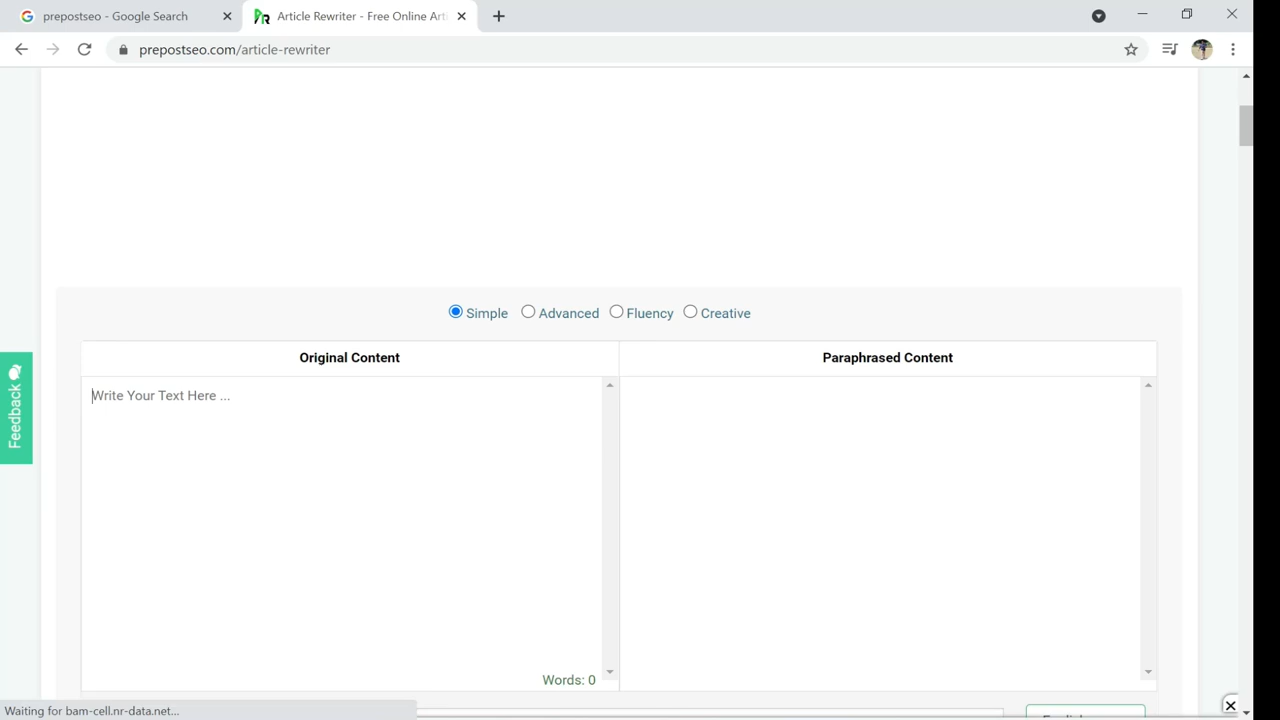 prepostseo - Google Search
Article Rewriter - Free Online Art
prepostseo.com/article-rewriter
Simple Advanced Fluency Creative
Original Content
Paraphrased Content
Write Your Text Here ...
Feedback
Words: 0
Waiting for bam-cell.nr-data.net...